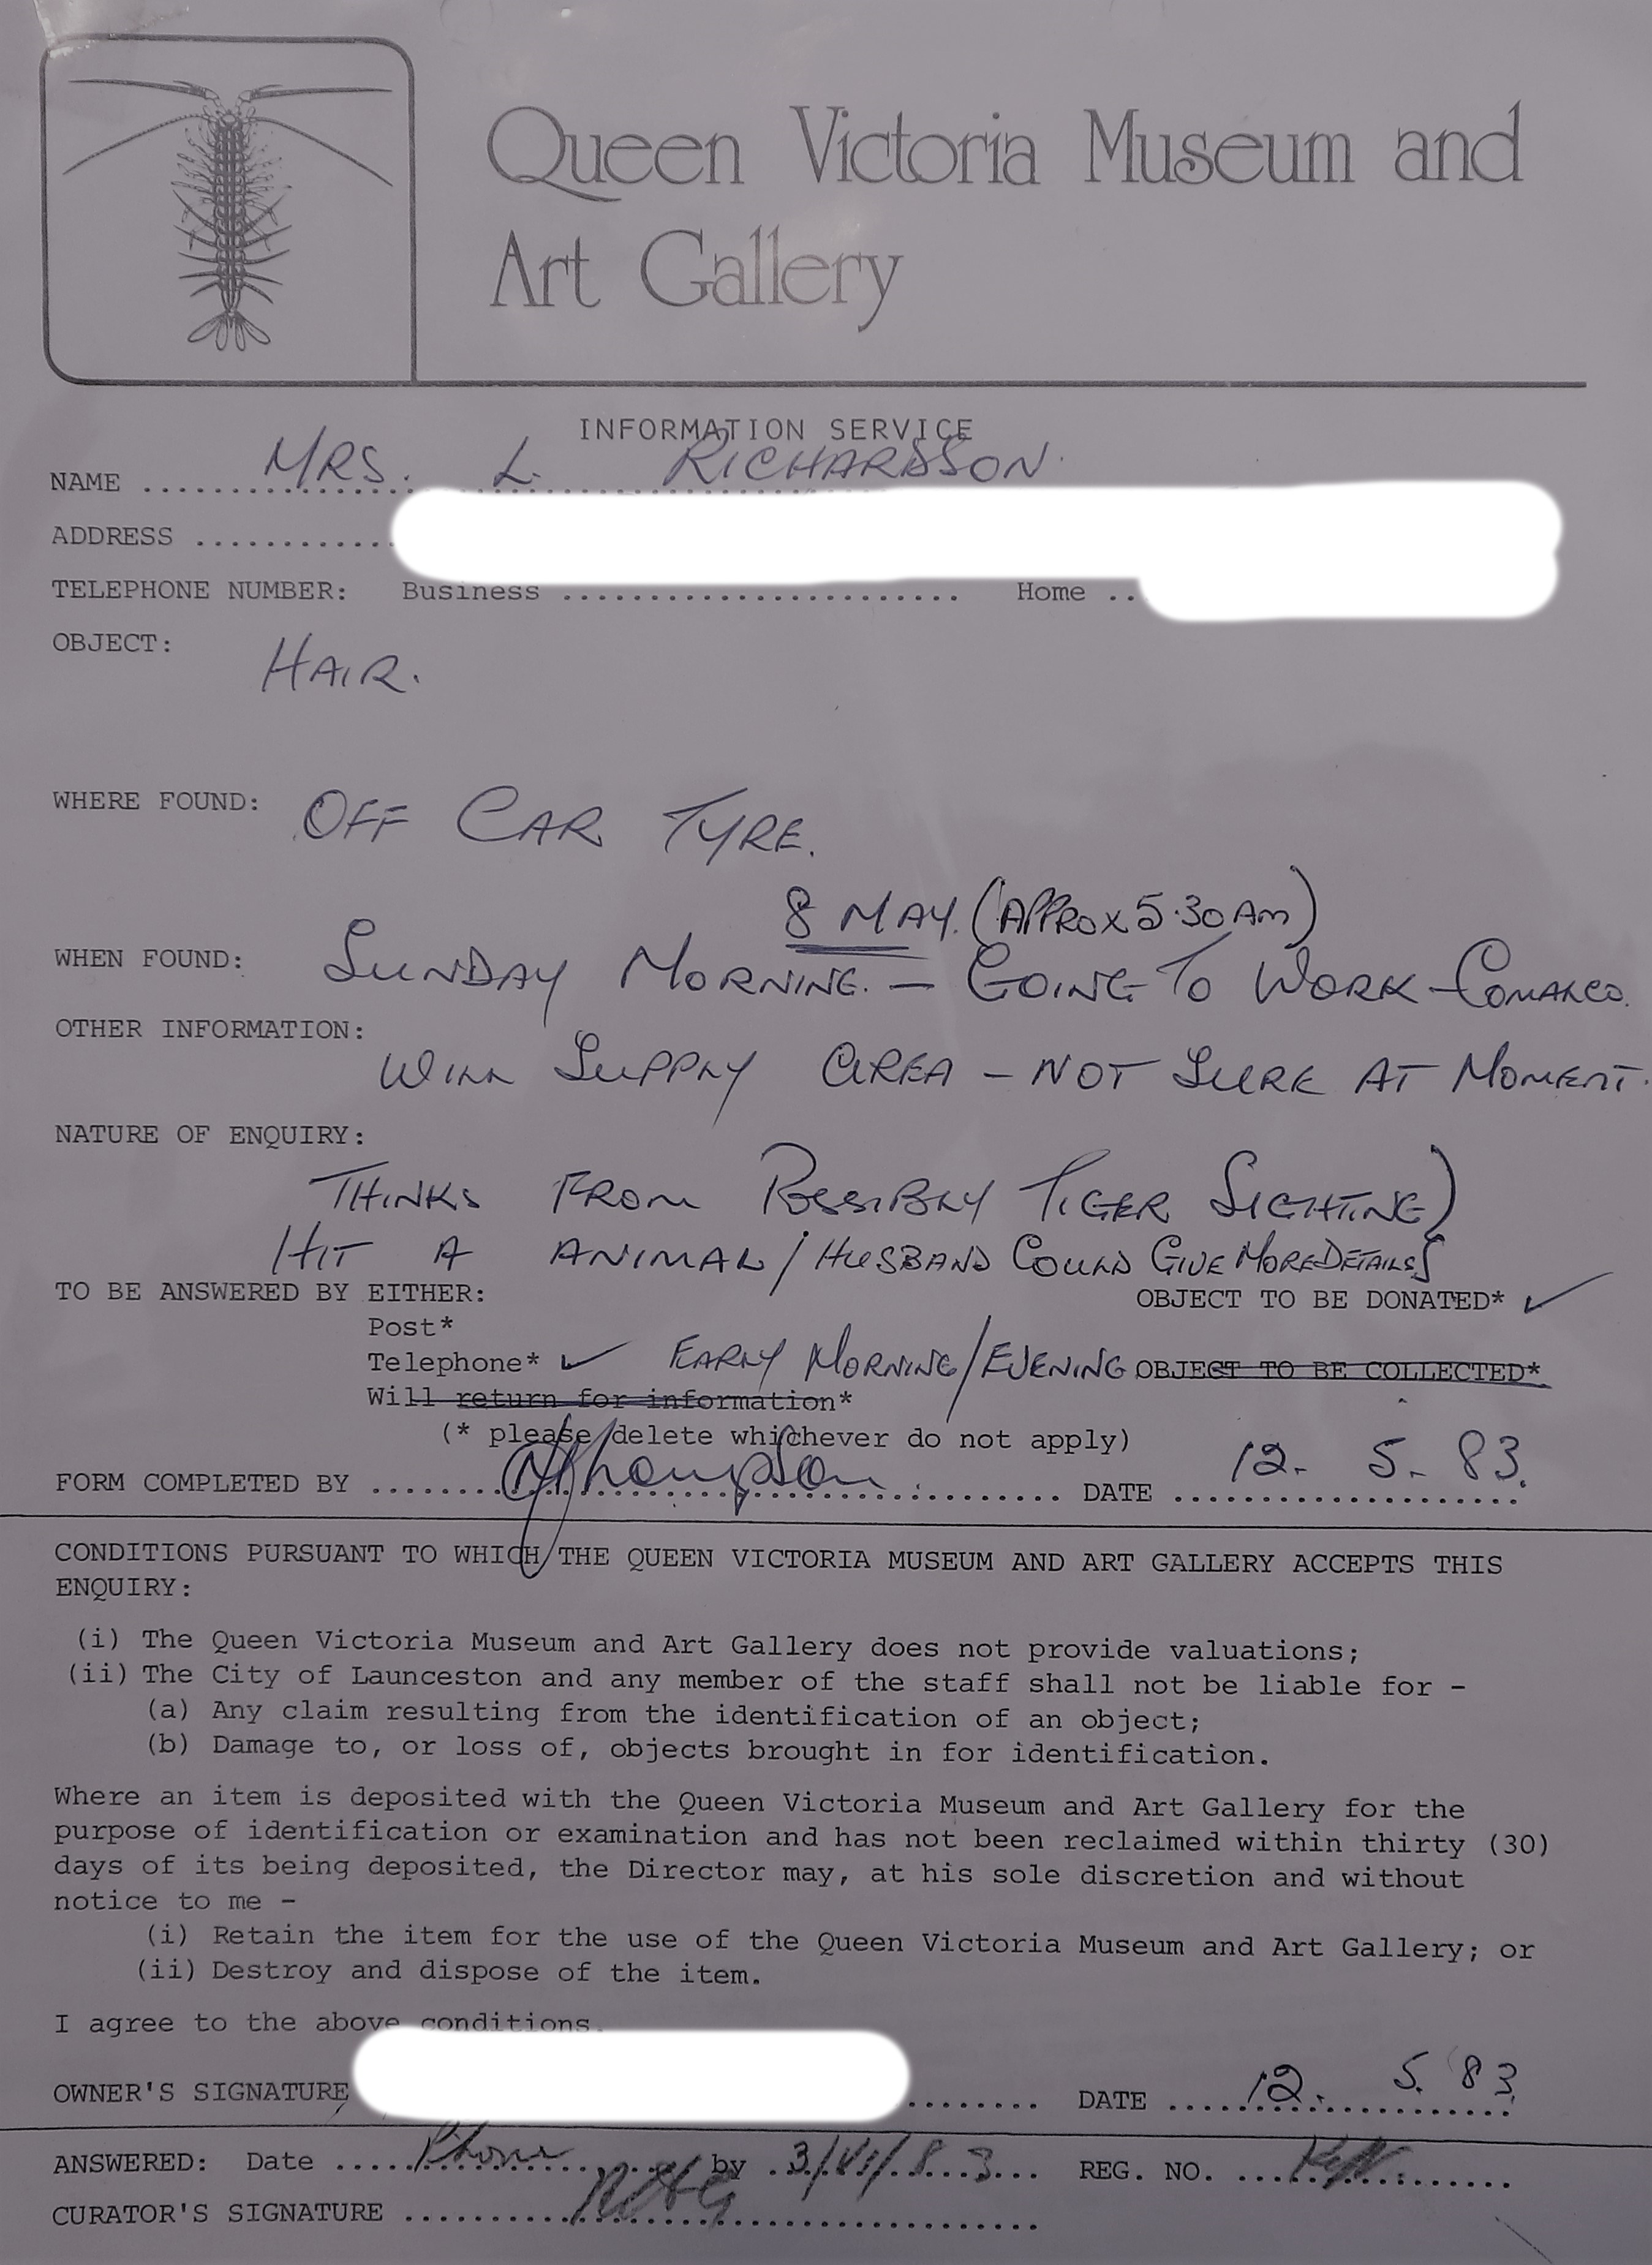 Queen Victoria Museum and
Art Gallery
INFORMATION SERVICE
NAME ........ MRS. L. RICHARDSON.
ADDRESS ...........
TELEPHONE NUMBER: Business ....................... Home ..
OBJECT: HAIR.
WHERE FOUND: OFF CAR TYRE.
8 MAY. (APPROX 5.30 AM)
WHEN FOUND: SUNDAY MORNING. — GOING TO WORK - COMALCO.
OTHER INFORMATION:
WILL SUPPLY AREA - NOT SURE AT MOMENT.
NATURE OF ENQUIRY:
THINKS FROM POSSIBLY TIGER SIGHTING)
HIT A ANIMAL / HUSBAND COULD GIVE MORE DETAILS
TO BE ANSWERED BY EITHER: OBJECT TO BE DONATED* ✓
Post*
Telephone* ✓ EARLY MORNING/EVENING OBJECT TO BE COLLECTED*
Will return for information*
(* please delete whichever do not apply)
FORM COMPLETED BY ........ Thompson ........ DATE 12. 5. 83.
CONDITIONS PURSUANT TO WHICH THE QUEEN VICTORIA MUSEUM AND ART GALLERY ACCEPTS THIS
ENQUIRY:
(i) The Queen Victoria Museum and Art Gallery does not provide valuations;
(ii) The City of Launceston and any member of the staff shall not be liable for -
(a) Any claim resulting from the identification of an object;
(b) Damage to, or loss of, objects brought in for identification.
Where an item is deposited with the Queen Victoria Museum and Art Gallery for the
purpose of identification or examination and has not been reclaimed within thirty (30)
days of its being deposited, the Director may, at his sole discretion and without
notice to me -
(i) Retain the item for the use of the Queen Victoria Museum and Art Gallery; or
(ii) Destroy and dispose of the item.
I agree to the above conditions.
OWNER'S SIGNATURE ........ DATE 12. 5. 83.
ANSWERED: Date ..... Phone ..... by 3/VI/83 REG. NO. ........
CURATOR'S SIGNATURE ........